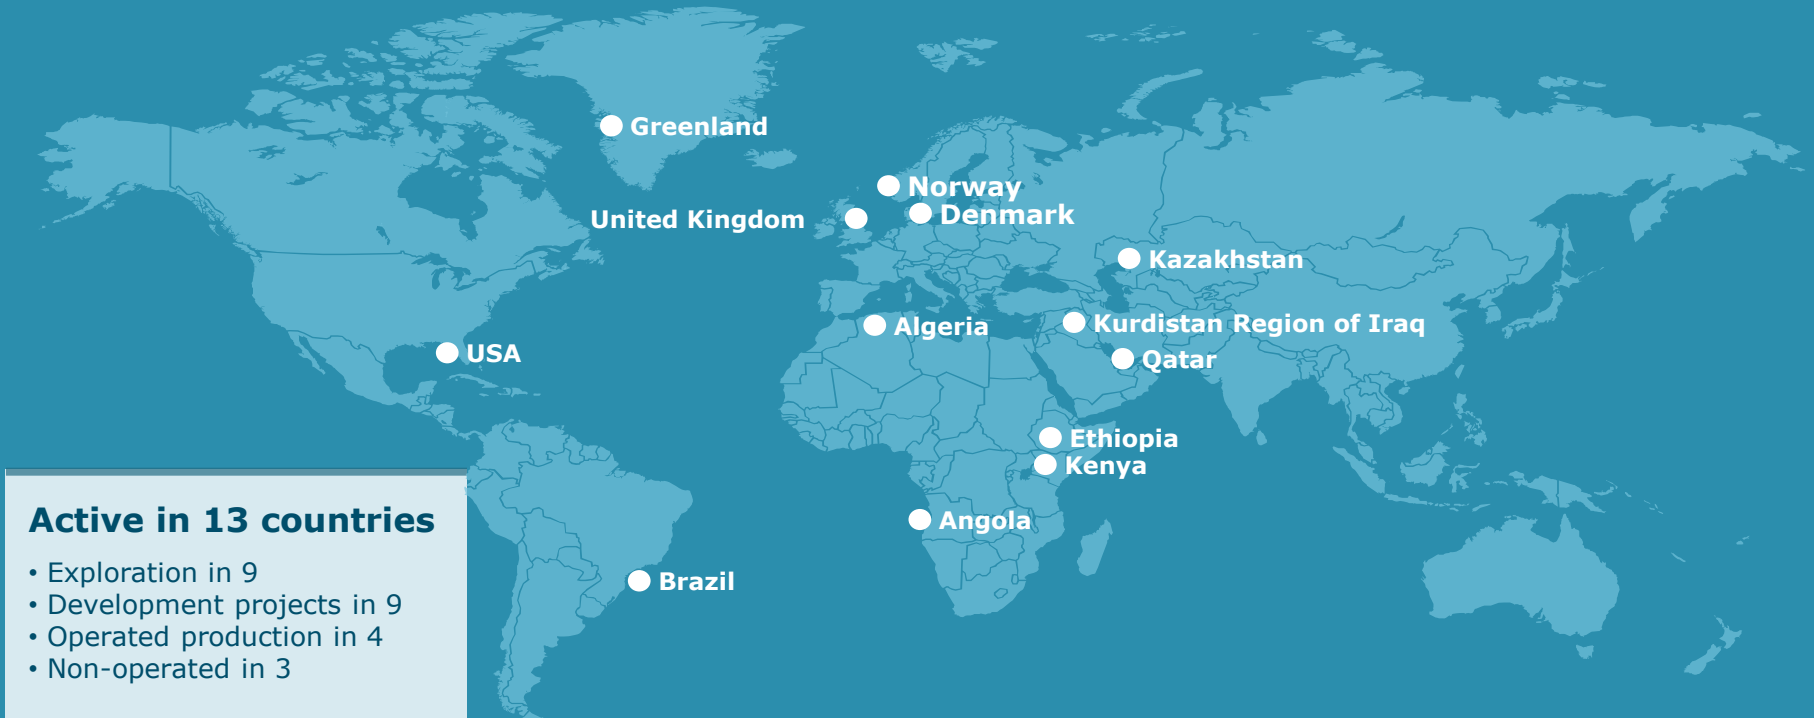 Greenland
Norway
United Kingdom
Denmark
Kazakhstan
Algeria
Kurdistan Region of Iraq
USA
Qatar
Ethiopia
Kenya
Angola
Brazil
Active in 13 countries
• Exploration in 9
• Development projects in 9
• Operated production in 4
• Non-operated in 3